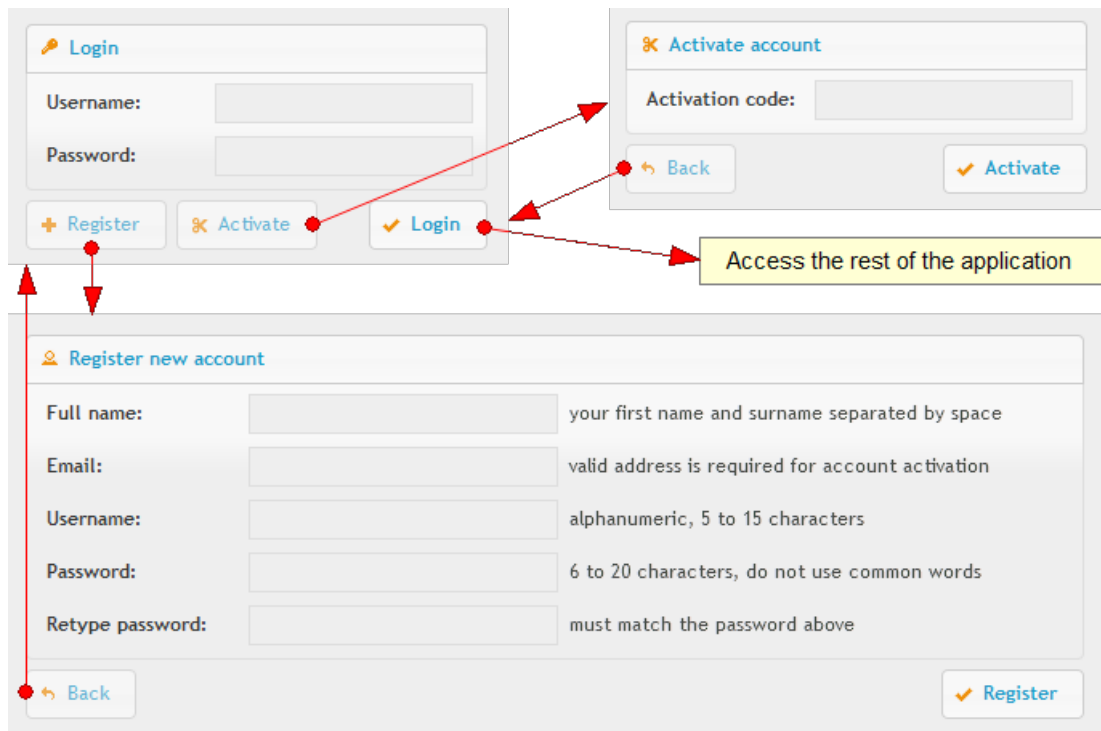 Login
Username:
Password:
Register
Activate
Login
Activate account
Activation code:
Back
Activate
Access the rest of the application
Register new account
Full name: your first name and surname separated by space
Email: valid address is required for account activation
Username: alphanumeric, 5 to 15 characters
Password: 6 to 20 characters, do not use common words
Retype password: must match the password above
Back
Register